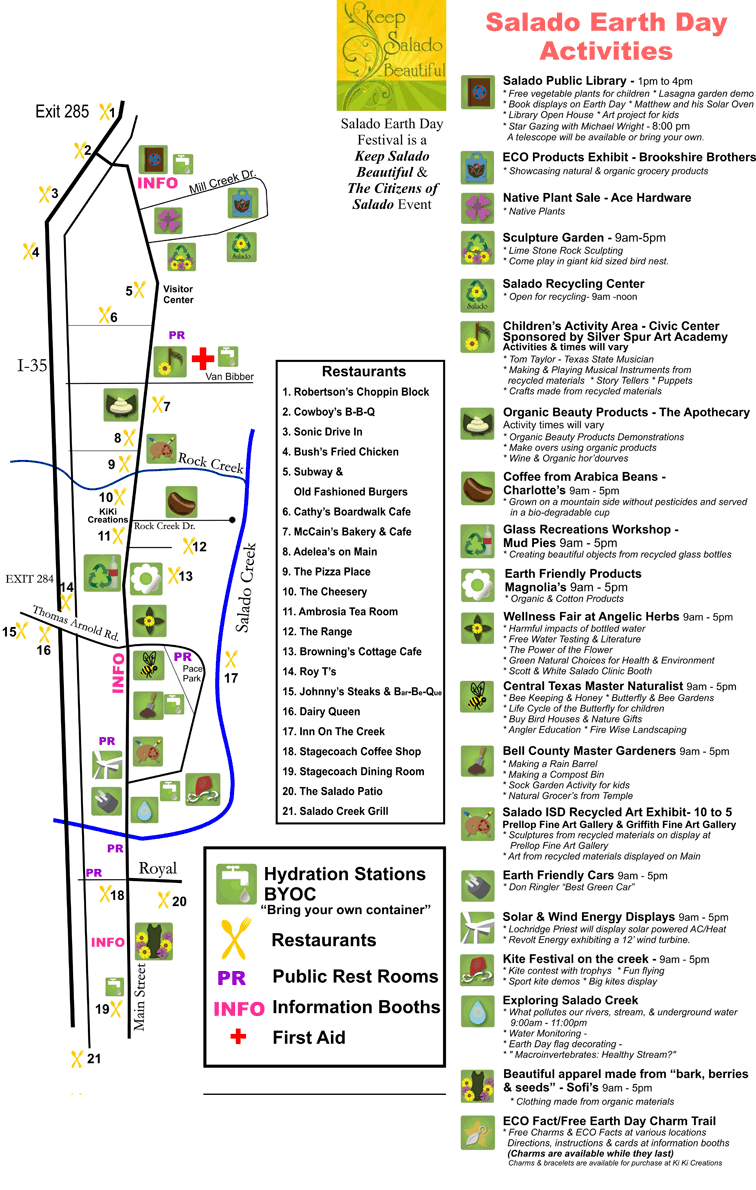 Keep
Salado
Beautiful
Salado Earth Day
Festival is a
Keep Salado
Beautiful &
The Citizens of
Salado Event
Exit 285
1
2
3
4
INFO
Mill Creek Dr.
Salado
5
Visitor
Center
6
PR
I-35
Van Bibber
7
8
9
Rock Creek
10
KiKi
Creations
Rock Creek Dr.
11
12
EXIT 284
13
14
Thomas Arnold Rd.
15
16
Salado Creek
INFO
PR
Pace
Park
17
PR
PR
PR
Royal
18
20
INFO
Main Street
19
21
Restaurants
1. Robertson's Choppin Block
2. Cowboy's B-B-Q
3. Sonic Drive In
4. Bush's Fried Chicken
5. Subway &
Old Fashioned Burgers
6. Cathy's Boardwalk Cafe
7. McCain's Bakery & Cafe
8. Adelea's on Main
9. The Pizza Place
10. The Cheesery
11. Ambrosia Tea Room
12. The Range
13. Browning's Cottage Cafe
14. Roy T's
15. Johnny's Steaks & Bar-Be-Que
16. Dairy Queen
17. Inn On The Creek
18. Stagecoach Coffee Shop
19. Stagecoach Dining Room
20. The Salado Patio
21. Salado Creek Grill
Hydration Stations
BYOC
“Bring your own container”
Restaurants
PR Public Rest Rooms
INFO Information Booths
First Aid
Salado Earth Day
Activities
Salado Public Library - 1pm to 4pm
* Free vegetable plants for children * Lasagna garden demo
* Book displays on Earth Day * Matthew and his Solar Oven
* Library Open House * Art project for kids
* Star Gazing with Michael Wright - 8:00 pm
A telescope will be available or bring your own.
ECO Products Exhibit - Brookshire Brothers
* Showcasing natural & organic grocery products
Native Plant Sale - Ace Hardware
* Native Plants
Sculpture Garden - 9am-5pm
* Lime Stone Rock Sculpting
* Come play in giant kid sized bird nest.
Salado
Salado Recycling Center
* Open for recycling- 9am -noon
Children's Activity Area - Civic Center
Sponsored by Silver Spur Art Academy
Activities & times will vary
* Tom Taylor - Texas State Musician
* Making & Playing Musical Instruments from
recycled materials * Story Tellers * Puppets
* Crafts made from recycled materials
Organic Beauty Products - The Apothecary
Activity times will vary
* Organic Beauty Products Demonstrations
* Make overs using organic products
* Wine & Organic hor'dourves
Coffee from Arabica Beans -
Charlotte's 9am - 5pm
* Grown on a mountain side without pesticides and served
in a bio-degradable cup
Glass Recreations Workshop -
Mud Pies 9am - 5pm
* Creating beautiful objects from recycled glass bottles
Earth Friendly Products
Magnolia's 9am - 5pm
* Organic & Cotton Products
Wellness Fair at Angelic Herbs 9am - 5pm
* Harmful impacts of bottled water
* Free Water Testing & Literature
* The Power of the Flower
* Green Natural Choices for Health & Environment
* Scott & White Salado Clinic Booth
Central Texas Master Naturalist 9am - 5pm
* Bee Keeping & Honey * Butterfly & Bee Gardens
* Life Cycle of the Butterfly for children
* Buy Bird Houses & Nature Gifts
* Angler Education * Fire Wise Landscaping
Bell County Master Gardeners 9am - 5pm
* Making a Rain Barrel
* Making a Compost Bin
* Sock Garden Activity for kids
* Natural Grocer's from Temple
Salado ISD Recycled Art Exhibit- 10 to 5
Prellop Fine Art Gallery & Griffith Fine Art Gallery
* Sculptures from recycled materials on display at
Prellop Fine Art Gallery
* Art from recycled materials displayed on Main
Earth Friendly Cars 9am - 5pm
* Don Ringler “Best Green Car”
Solar & Wind Energy Displays 9am - 5pm
* Lochridge Priest will display solar powered AC/Heat
* Revolt Energy exhibiting a 12' wind turbine.
Kite Festival on the creek - 9am - 5pm
* Kite contest with trophys * Fun flying
* Sport kite demos * Big kites display
Exploring Salado Creek
* What pollutes our rivers, stream, & underground water
9:00am - 11:00pm
* Water Monitoring -
* Earth Day flag decorating -
* " Macroinvertebrates: Healthy Stream?"
Beautiful apparel made from “bark, berries
& seeds” - Sofi's 9am - 5pm
* Clothing made from organic materials
ECO Fact/Free Earth Day Charm Trail
* Free Charms & ECO Facts at various locations
Directions, instructions & cards at information booths
(Charms are available while they last)
Charms & bracelets are available for purchase at Ki Ki Creations